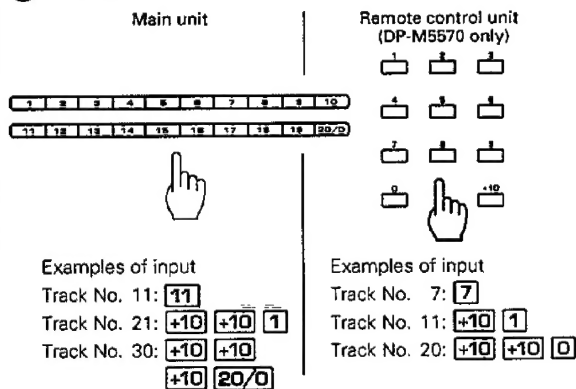 Main unit
1 2 3 4 5 6 7 8 9 10
11 12 13 14 15 16 17 18 19 20/0
Examples of input
Track No. 11: 11
Track No. 21: +10 +10 1
Track No. 30: +10 +10
+10 20/0
Remote control unit
(DP-M5570 only)
1 2 3
4 5 6
7 8 9
0 +10
Examples of input
Track No. 7: 7
Track No. 11: +10 1
Track No. 20: +10 +10 0